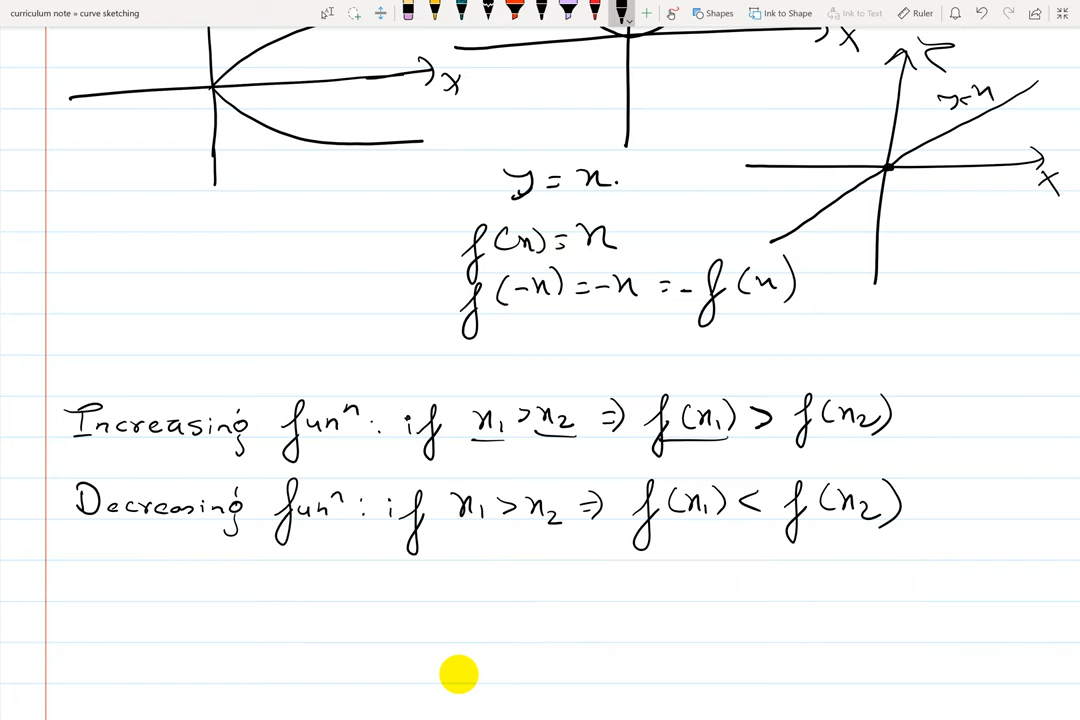 curriculum note » curve sketching
Shapes Ink to Shape Ink to Text Ruler
x
x
y=x
x
y = x.
f(x) = x
f(-x) = -x = -f(x)
Increasing funⁿ: if x₁ > x₂ ⇒ f(x₁) > f(x₂)
Decreasing funⁿ: if x₁ > x₂ ⇒ f(x₁) < f(x₂)